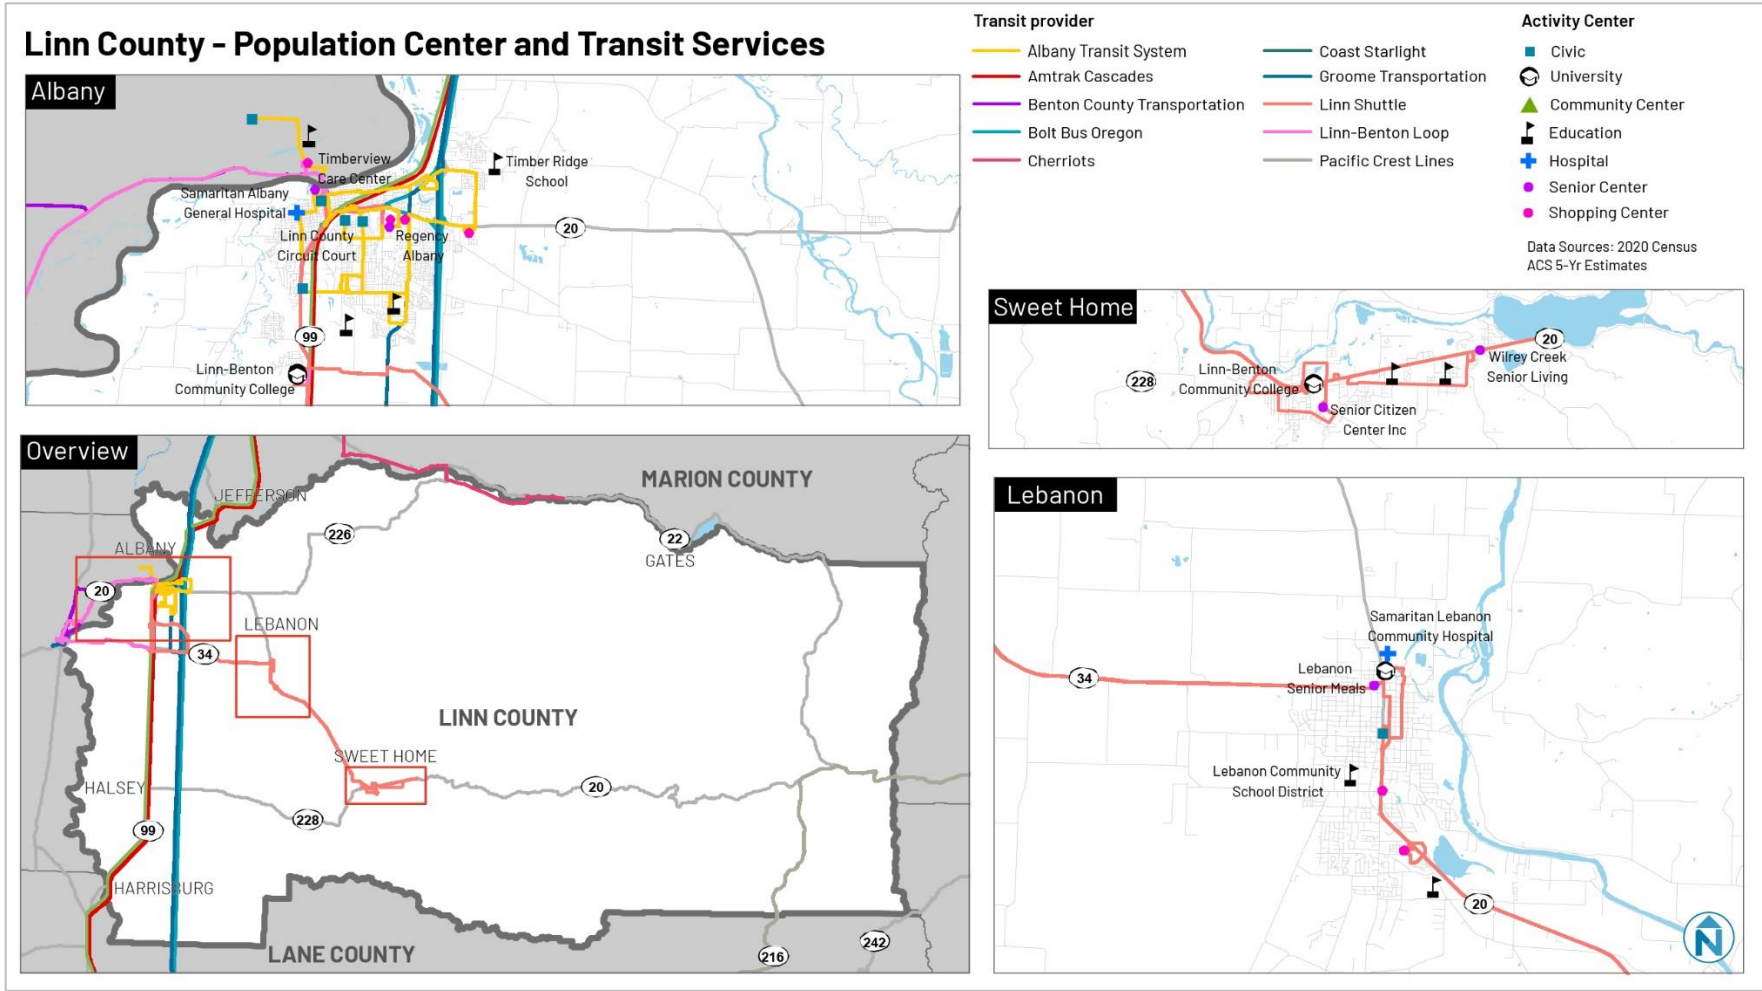 Linn County - Population Center and Transit Services
Transit provider
Albany Transit System
Amtrak Cascades
Benton County Transportation
Bolt Bus Oregon
Cherriots
Coast Starlight
Groome Transportation
Linn Shuttle
Linn-Benton Loop
Pacific Crest Lines
Activity Center
Civic
University
Community Center
Education
Hospital
Senior Center
Shopping Center
Data Sources: 2020 Census
ACS 5-Yr Estimates
Albany
Timberview
Care Center
Timber Ridge
School
Samaritan Albany
General Hospital
Linn County
Circuit Court
Regency
Albany
20
99
Linn-Benton
Community College
Sweet Home
20
Wilrey Creek
Senior Living
228
Linn-Benton
Community College
Senior Citizen
Center Inc
Overview
MARION COUNTY
JEFFERSON
226
22
GATES
ALBANY
20
LEBANON
34
LINN COUNTY
SWEET HOME
HALSEY
20
228
99
HARRISBURG
LANE COUNTY
242
216
Lebanon
Samaritan Lebanon
Community Hospital
34
Lebanon
Senior Meals
Lebanon Community
School District
20
N